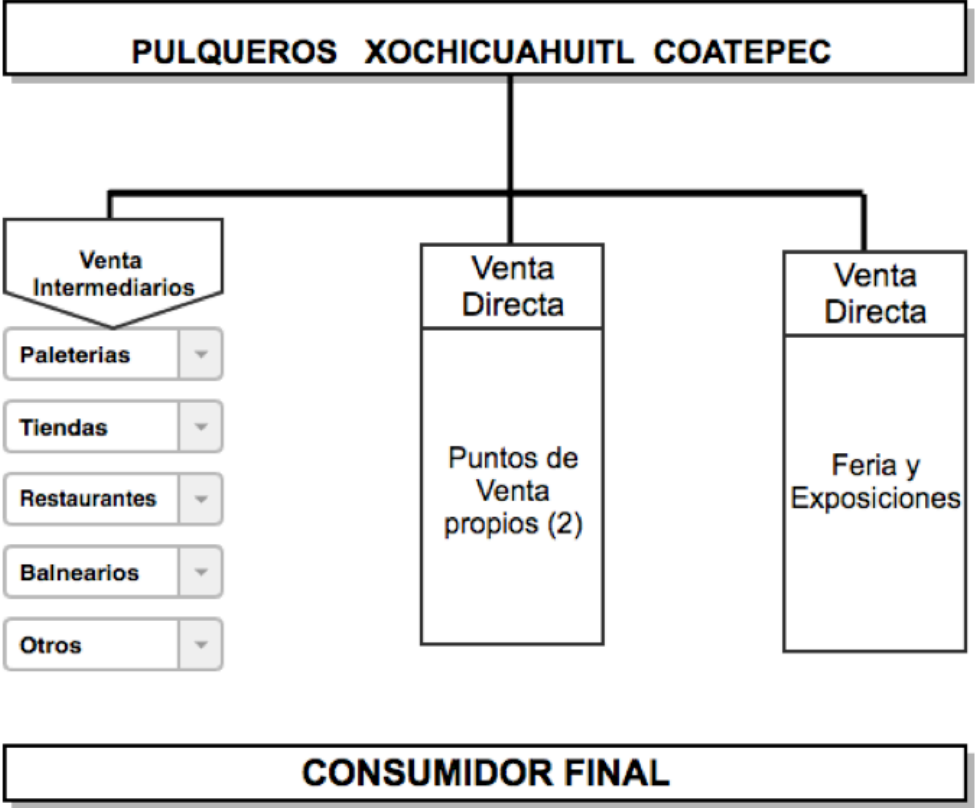 PULQUEROS XOCHICUAHUITL COATEPEC
Venta
Intermediarios
Paleterias
Tiendas
Restaurantes
Balnearios
Otros
Venta
Directa
Puntos de
Venta
propios (2)
Venta
Directa
Feria y
Exposiciones
CONSUMIDOR FINAL